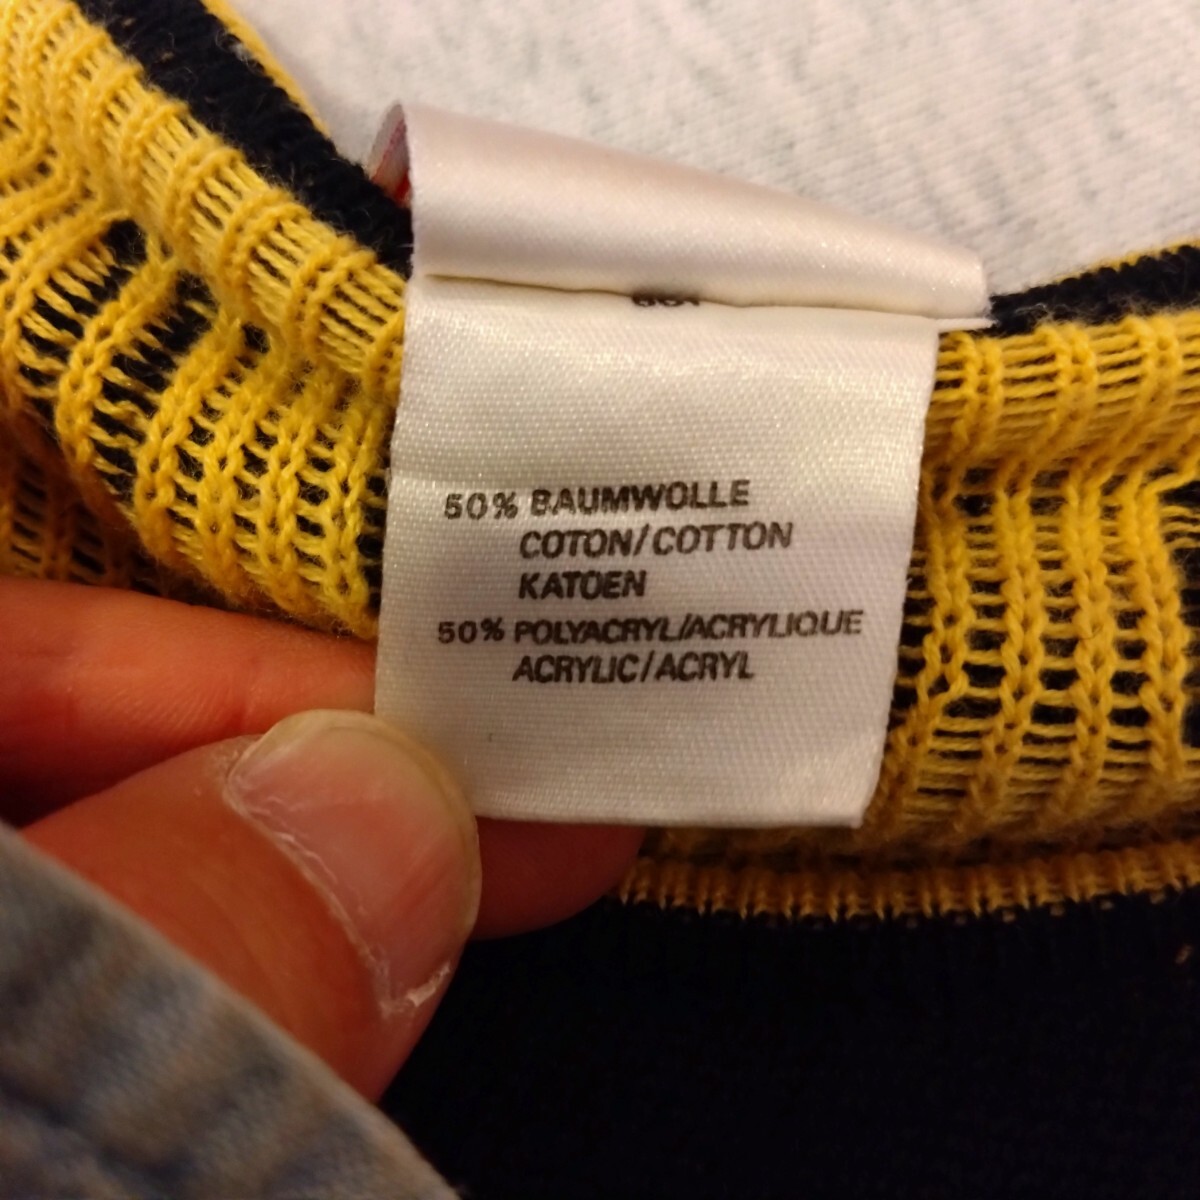 50% BAUMWOLLE
COTON/COTTON
KATOEN
50% POLYACRYL/ACRYLIQUE
ACRYLIC/ACRYL